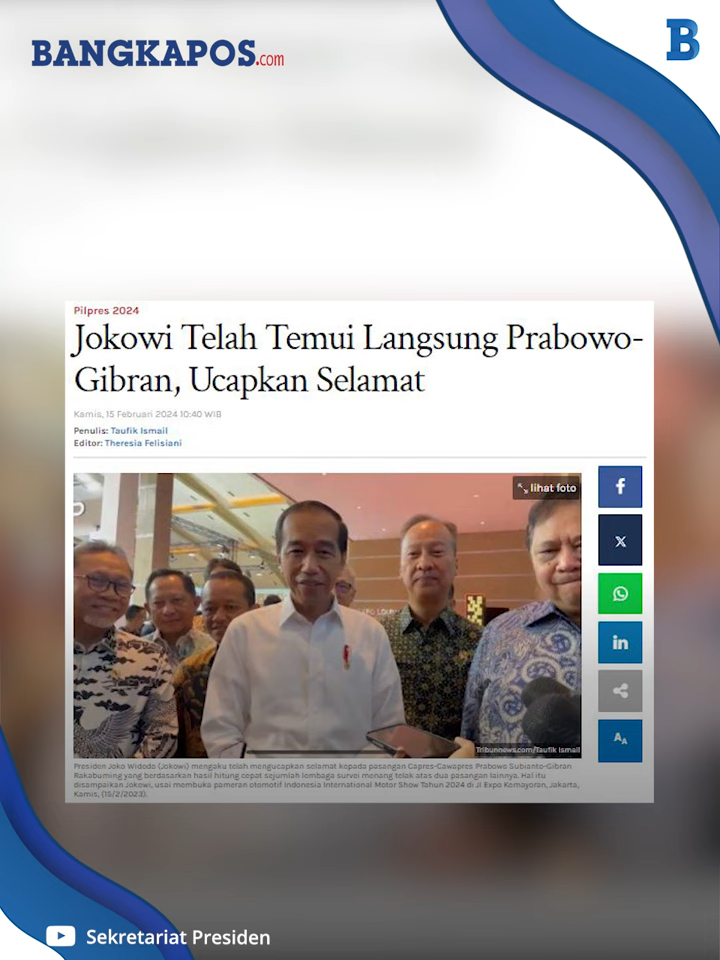 BANGKAPOS.com
B
Pilpres 2024
Jokowi Telah Temui Langsung Prabowo-
Gibran, Ucapkan Selamat
Kamis, 15 Februari 2024 10:40 WIB
Penulis: Taufik Ismail
Editor: Theresia Felisiani
lihat foto
Tribunnews.com/Taufik Ismail
Presiden Joko Widodo (Jokowi) mengaku telah mengucapkan selamat kepada pasangan Capres-Cawapres Prabowo Subianto-Gibran
Rakabuming yang berdasarkan hasil hitung cepat sejumlah lembaga survei menang telak atas dua pasangan lainnya. Hal itu
disampaikan Jokowi, usai membuka pameran otomotif Indonesia International Motor Show Tahun 2024 di JI Expo Kemayoran, Jakarta,
Kamis, (15/2/2023).
AA
Sekretariat Presiden